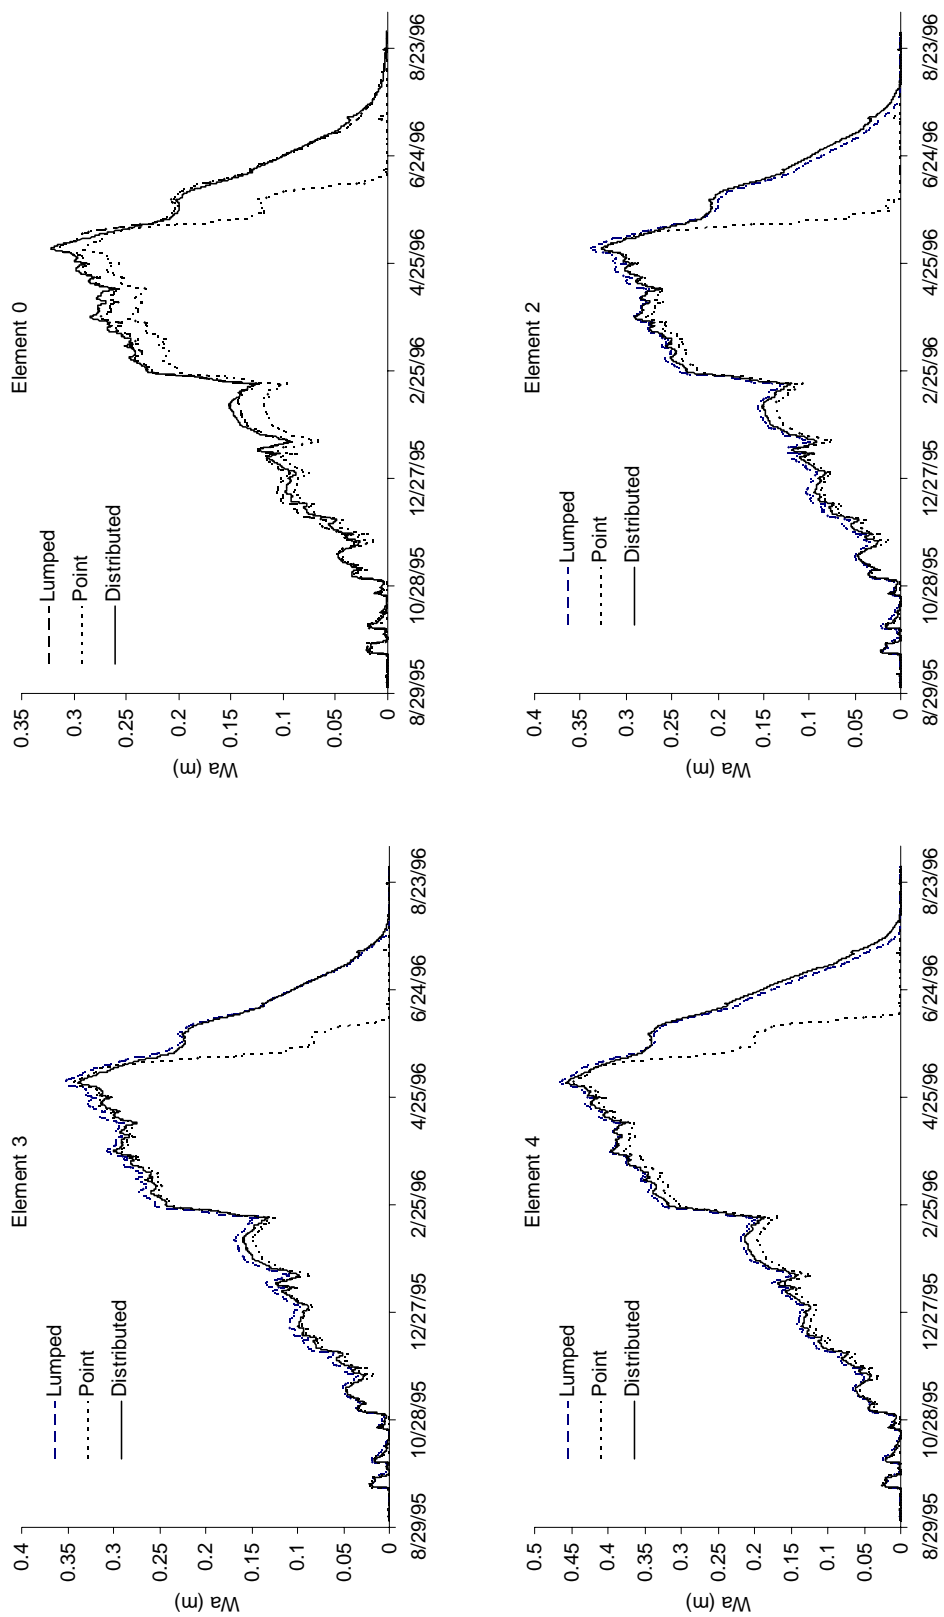 Element 3
0.4
0.35
0.3
0.25
0.2
0.15
0.1
0.05
0
Wa (m)
Lumped
Point
Distributed
8/29/95 10/28/95 12/27/95 2/25/96 4/25/96 6/24/96 8/23/96
Element 0
0.35
0.3
0.25
0.2
0.15
0.1
0.05
0
Wa (m)
Lumped
Point
Distributed
8/29/95 10/28/95 12/27/95 2/25/96 4/25/96 6/24/96 8/23/96
Element 4
0.5
0.45
0.4
0.35
0.3
0.25
0.2
0.15
0.1
0.05
0
Wa (m)
Lumped
Point
Distributed
8/29/95 10/28/95 12/27/95 2/25/96 4/25/96 6/24/96 8/23/96
Element 2
0.4
0.35
0.3
0.25
0.2
0.15
0.1
0.05
0
Wa (m)
Lumped
Point
Distributed
8/29/95 10/28/95 12/27/95 2/25/96 4/25/96 6/24/96 8/23/96